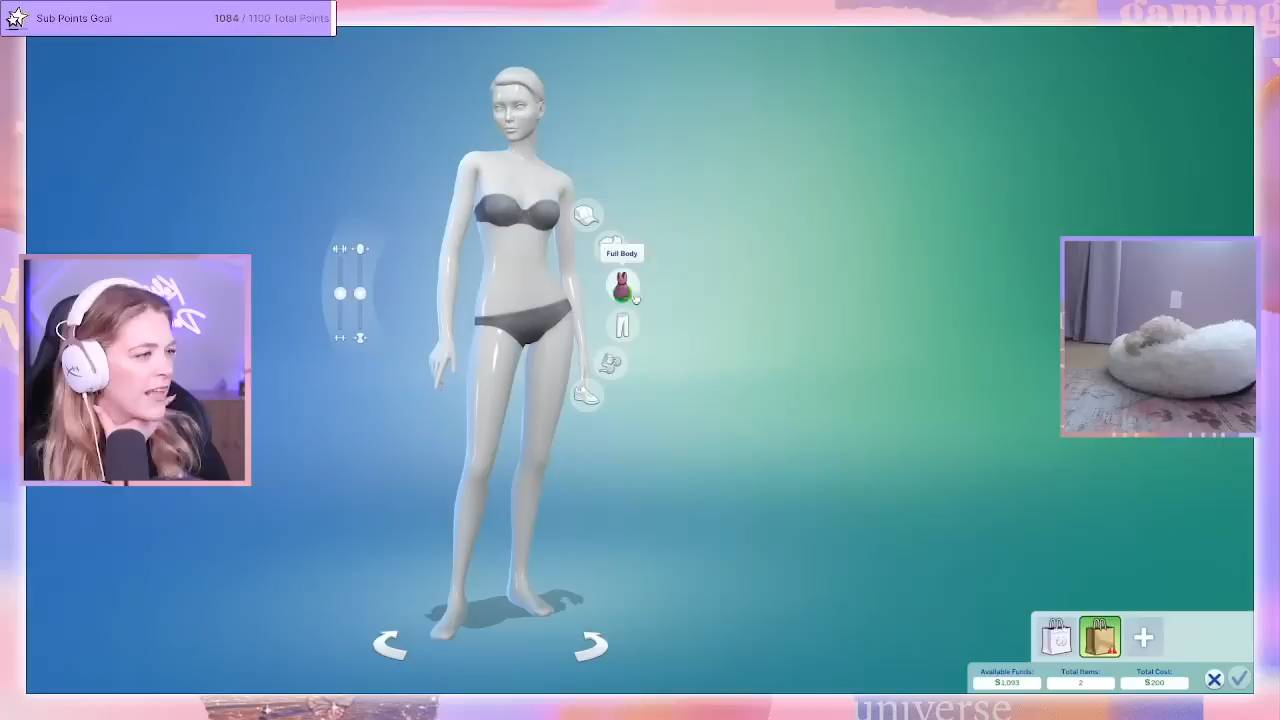 Sub Points Goal
1084 / 1100 Total Points
gaming
Full Body
Available Funds:
Total Items:
Total Cost:
$1,093
2
$200
universe